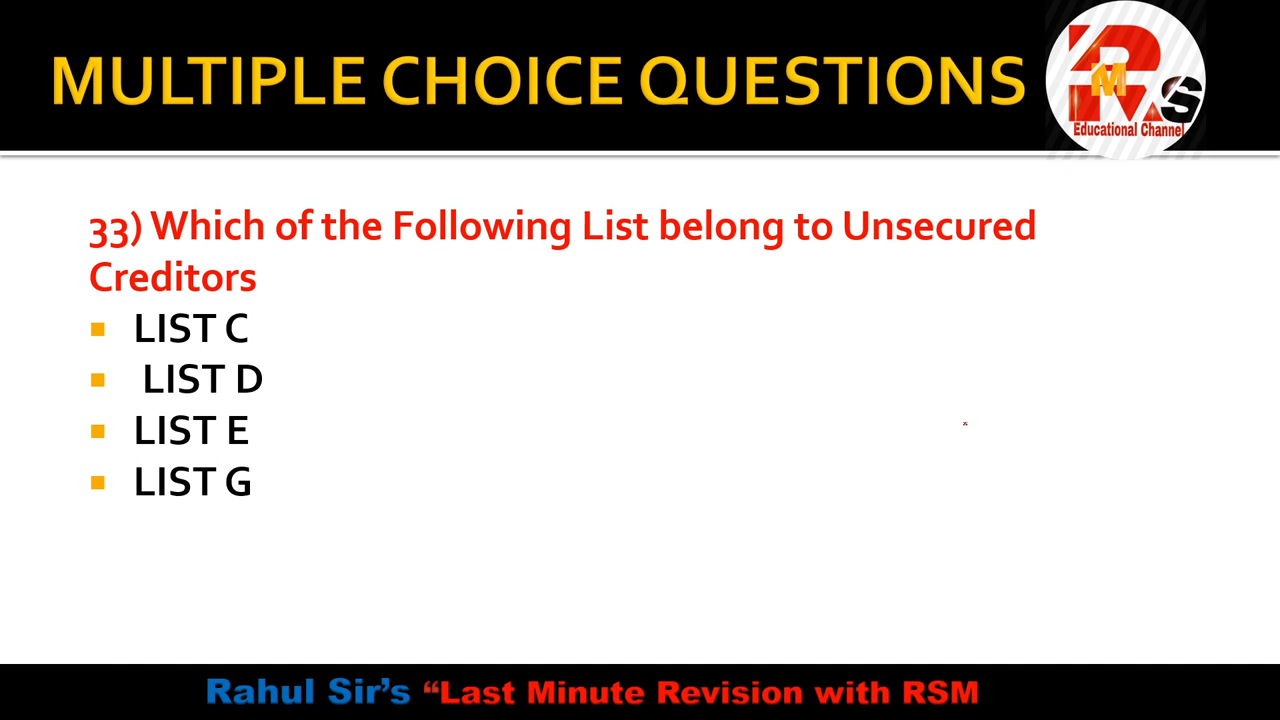 MULTIPLE CHOICE QUESTIONS
RMS
Educational Channel
33) Which of the Following List belong to Unsecured
Creditors
LIST C
LIST D
LIST E
LIST G
Rahul Sir's “Last Minute Revision with RSM